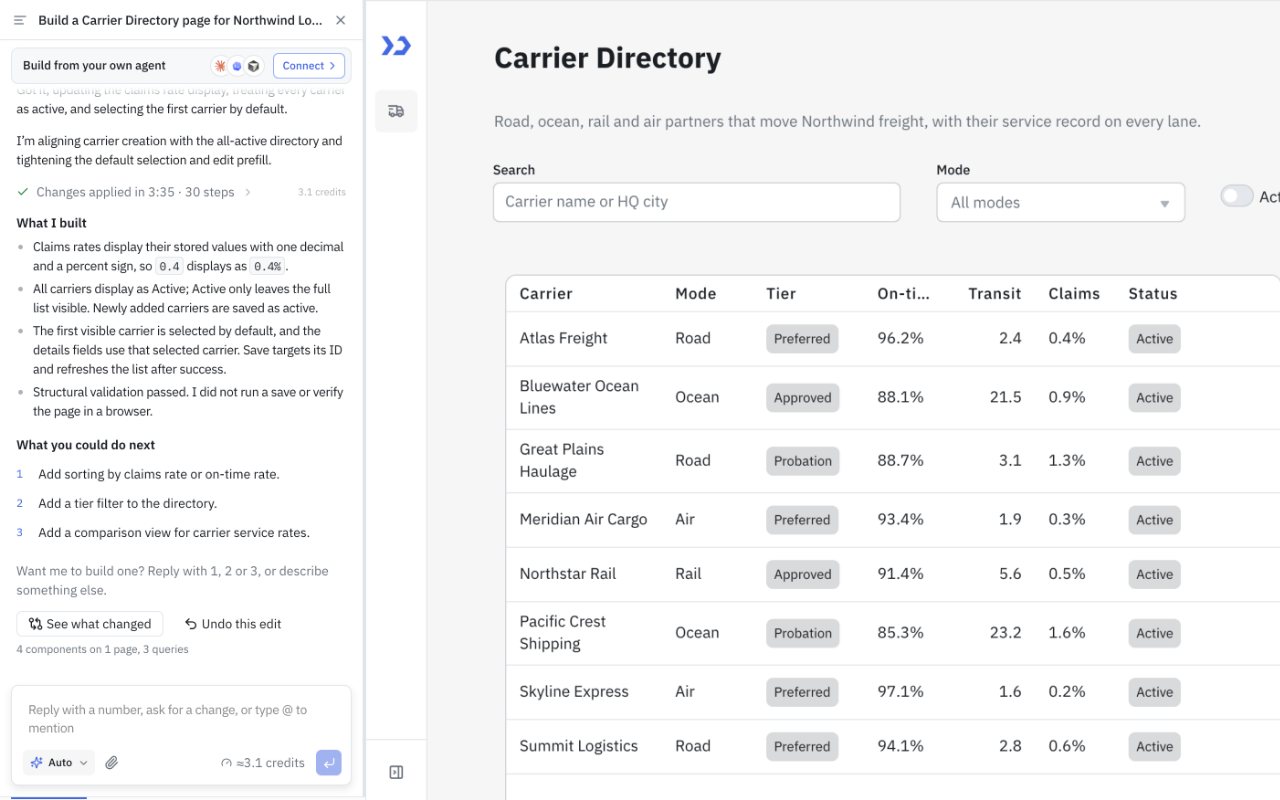 Build a Carrier Directory page for Northwind Lo...
Build from your own agent
Connect
Got it, updating the claims rate display, treating every carrier
as active, and selecting the first carrier by default.
I'm aligning carrier creation with the all-active directory and
tightening the default selection and edit prefill.
Changes applied in 3:35 · 30 steps
3.1 credits
What I built
Claims rates display their stored values with one decimal
and a percent sign, so 0.4 displays as 0.4%.
All carriers display as Active; Active only leaves the full
list visible. Newly added carriers are saved as active.
The first visible carrier is selected by default, and the
details fields use that selected carrier. Save targets its ID
and refreshes the list after success.
Structural validation passed. I did not run a save or verify
the page in a browser.
What you could do next
1 Add sorting by claims rate or on-time rate.
2 Add a tier filter to the directory.
3 Add a comparison view for carrier service rates.
Want me to build one? Reply with 1, 2 or 3, or describe
something else.
See what changed
Undo this edit
4 components on 1 page, 3 queries
Reply with a number, ask for a change, or type @ to
mention
Auto
≈3.1 credits
Carrier Directory
Road, ocean, rail and air partners that move Northwind freight, with their service record on every lane.
Search
Carrier name or HQ city
Mode
All modes
Act
Carrier Mode Tier On-ti... Transit Claims Status
Atlas Freight Road Preferred 96.2% 2.4 0.4% Active
Bluewater Ocean
Lines Ocean Approved 88.1% 21.5 0.9% Active
Great Plains
Haulage Road Probation 88.7% 3.1 1.3% Active
Meridian Air Cargo Air Preferred 93.4% 1.9 0.3% Active
Northstar Rail Rail Approved 91.4% 5.6 0.5% Active
Pacific Crest
Shipping Ocean Probation 85.3% 23.2 1.6% Active
Skyline Express Air Preferred 97.1% 1.6 0.2% Active
Summit Logistics Road Preferred 94.1% 2.8 0.6% Active